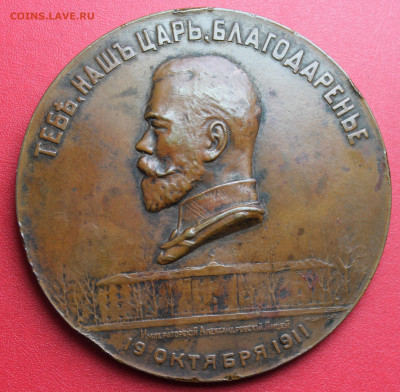 COINS.LAVE.RU
ТЕБѢ, НАШЪ ЦАРЬ, БЛАГОДАРЕНЬЕ
ИМПЕРАТОРСКІЙ АЛЕКСАНДРОВСКІЙ ЛИЦЕЙ
19 ОКТЯБРЯ 1911